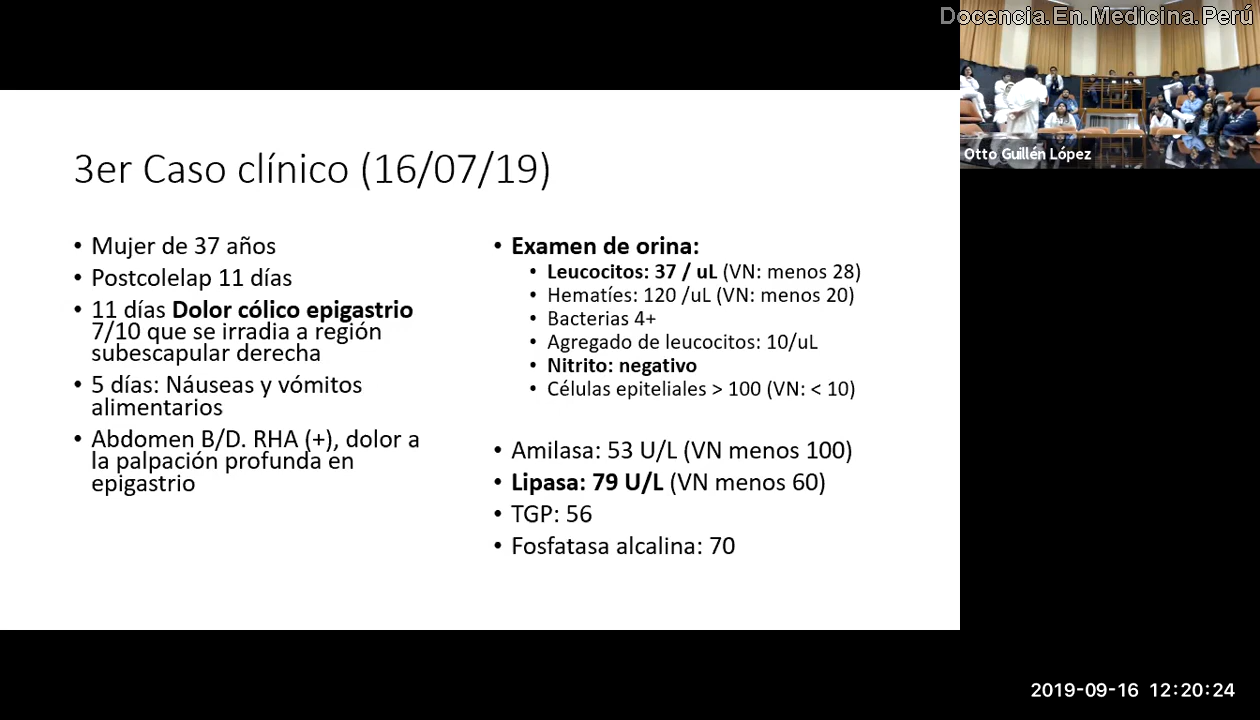 Docencia.En.Medicina.Perú
Otto Guillén López
3er Caso clínico (16/07/19)
• Mujer de 37 años
• Postcolelap 11 días
• 11 días Dolor cólico epigastrio
7/10 que se irradia a región
subescapular derecha
• 5 días: Náuseas y vómitos
alimentarios
• Abdomen B/D. RHA (+), dolor a
la palpación profunda en
epigastrio
• Examen de orina:
• Leucocitos: 37 / uL (VN: menos 28)
• Hematíes: 120 /uL (VN: menos 20)
• Bacterias 4+
• Agregado de leucocitos: 10/uL
• Nitrito: negativo
• Células epiteliales > 100 (VN: < 10)
• Amilasa: 53 U/L (VN menos 100)
• Lipasa: 79 U/L (VN menos 60)
• TGP: 56
• Fosfatasa alcalina: 70
2019-09-16 12:20:24